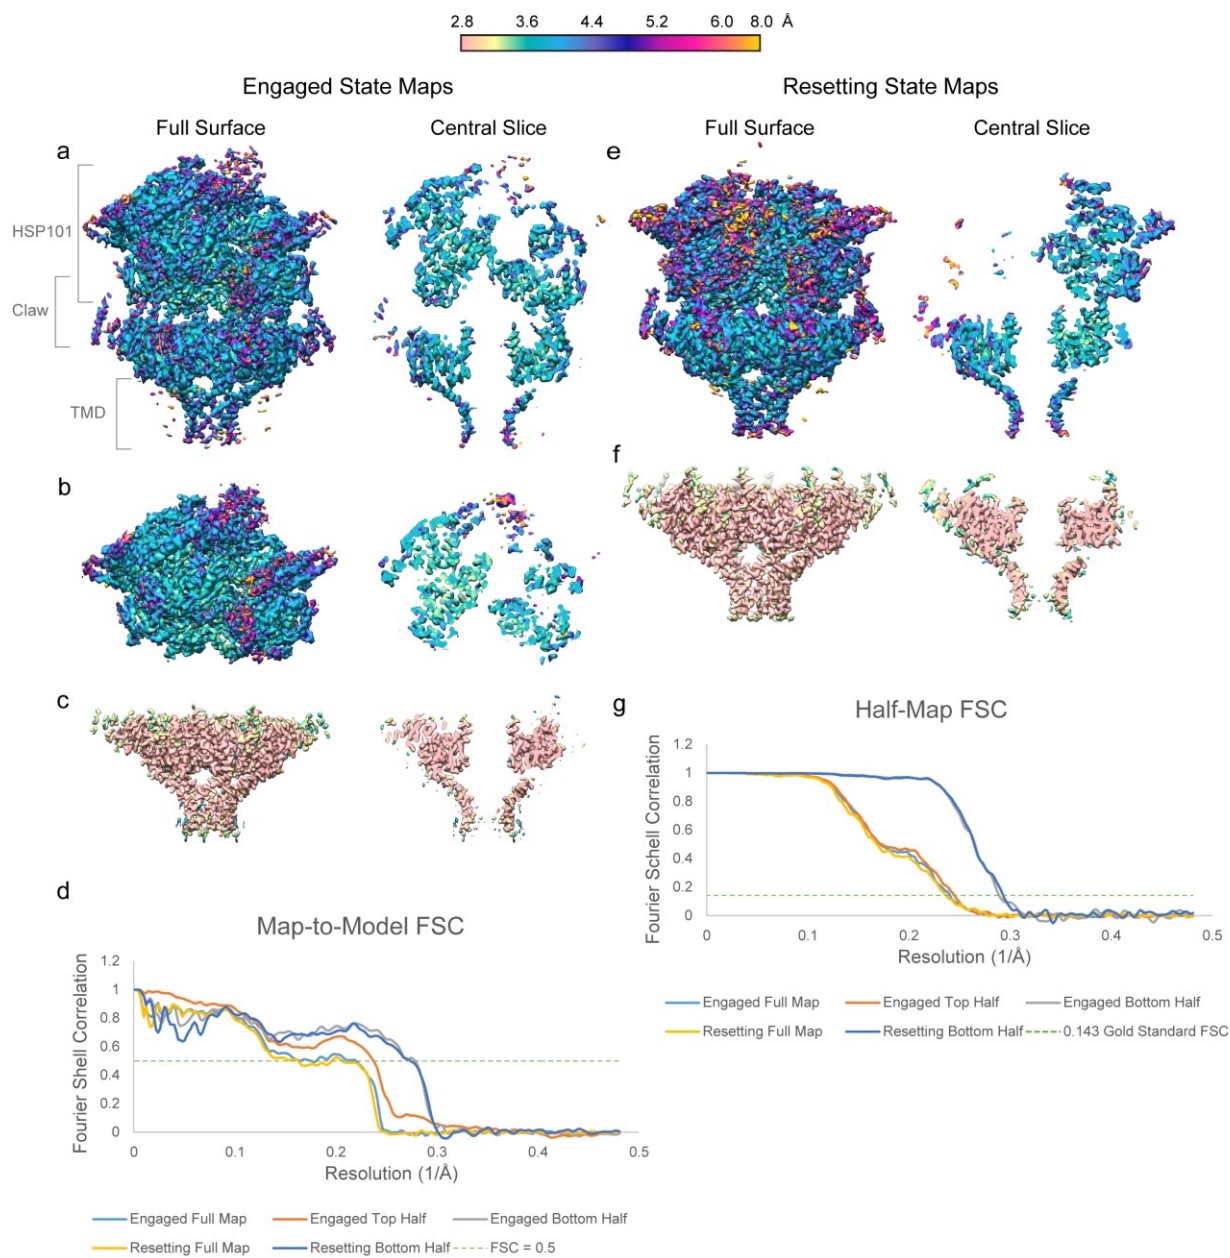 2.8 3.6 4.4 5.2 6.0 8.0 Å
Engaged State Maps
Resetting State Maps
Full Surface
Central Slice
Full Surface
Central Slice
a
e
HSP101
Claw
TMD
b
f
c
g
Half-Map FSC
1.2
1
0.8
0.6
0.4
0.2
0
Fourier Schell Correlation
0 0.1 0.2 0.3 0.4 0.5
Resolution (1/Å)
Engaged Full Map Engaged Top Half Engaged Bottom Half
Resetting Full Map Resetting Bottom Half 0.143 Gold Standard FSC
d
Map-to-Model FSC
1.2
1
0.8
0.6
0.4
0.2
0
Fourier Shell Correlation
0 0.1 0.2 0.3 0.4 0.5
Resolution (1/Å)
Engaged Full Map Engaged Top Half Engaged Bottom Half
Resetting Full Map Resetting Bottom Half FSC = 0.5